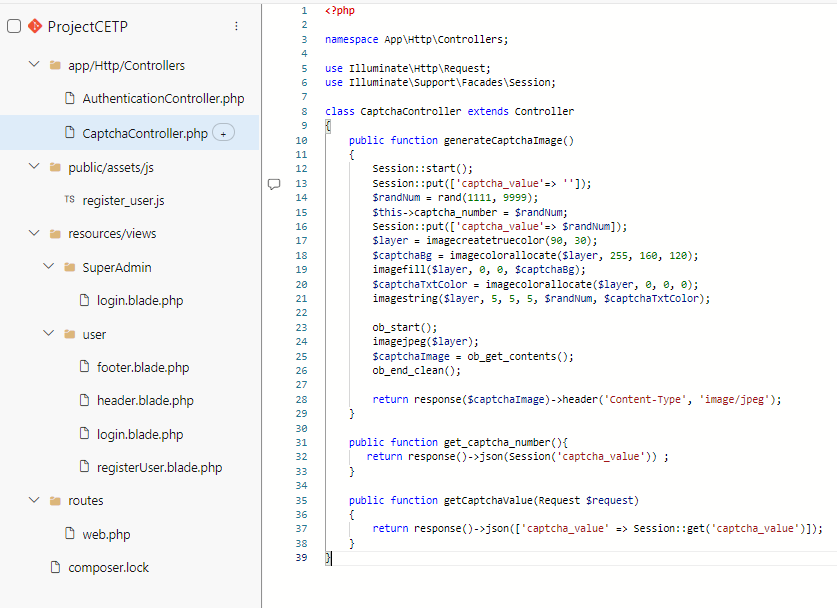 ProjectCETP
app/Http/Controllers
AuthenticationController.php
CaptchaController.php +
public/assets/js
TS register_user.js
resources/views
SuperAdmin
login.blade.php
user
footer.blade.php
header.blade.php
login.blade.php
registerUser.blade.php
routes
web.php
composer.lock
1 <?php
2
3 namespace App\Http\Controllers;
4
5 use Illuminate\Http\Request;
6 use Illuminate\Support\Facades\Session;
7
8 class CaptchaController extends Controller
9 {
10     public function generateCaptchaImage()
11     {
12         Session::start();
13         Session::put(['captcha_value'=> '']);
14         $randNum = rand(1111, 9999);
15         $this->captcha_number = $randNum;
16         Session::put(['captcha_value'=> $randNum]);
17         $layer = imagecreatetruecolor(90, 30);
18         $captchaBg = imagecolorallocate($layer, 255, 160, 120);
19         imagefill($layer, 0, 0, $captchaBg);
20         $captchaTxtColor = imagecolorallocate($layer, 0, 0, 0);
21         imagestring($layer, 5, 5, 5, $randNum, $captchaTxtColor);
22
23         ob_start();
24         imagejpeg($layer);
25         $captchaImage = ob_get_contents();
26         ob_end_clean();
27
28         return response($captchaImage)->header('Content-Type', 'image/jpeg');
29     }
30
31     public function get_captcha_number(){
32        return response()->json(Session('captcha_value')) ;
33     }
34
35     public function getCaptchaValue(Request $request)
36     {
37         return response()->json(['captcha_value' => Session::get('captcha_value')]);
38     }
39 }